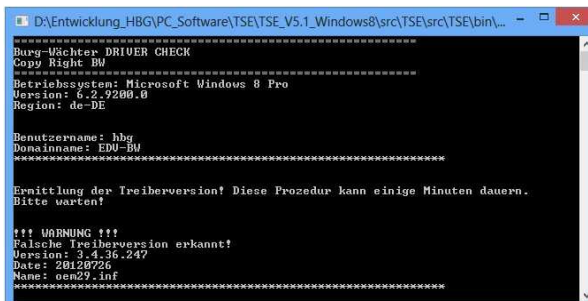 D:\Entwicklung_HBG\PC_Software\TSE\TSE_V5.1_Windows8\src\TSE\src\TSE\bin\...
Burg-Wächter DRIVER CHECK
Copy Right BW
Betriebssystem: Microsoft Windows 8 Pro
Version: 6.2.9200.0
Region: de-DE
Benutzername: hbg
Domainname: EDV-BW
Ermittlung der Treiberversion! Diese Prozedur kann einige Minuten dauern.
Bitte warten!
!!! WARNUNG !!!
Falsche Treiberversion erkannt!
Version: 3.4.36.247
Date: 20120726
Name: oem29.inf